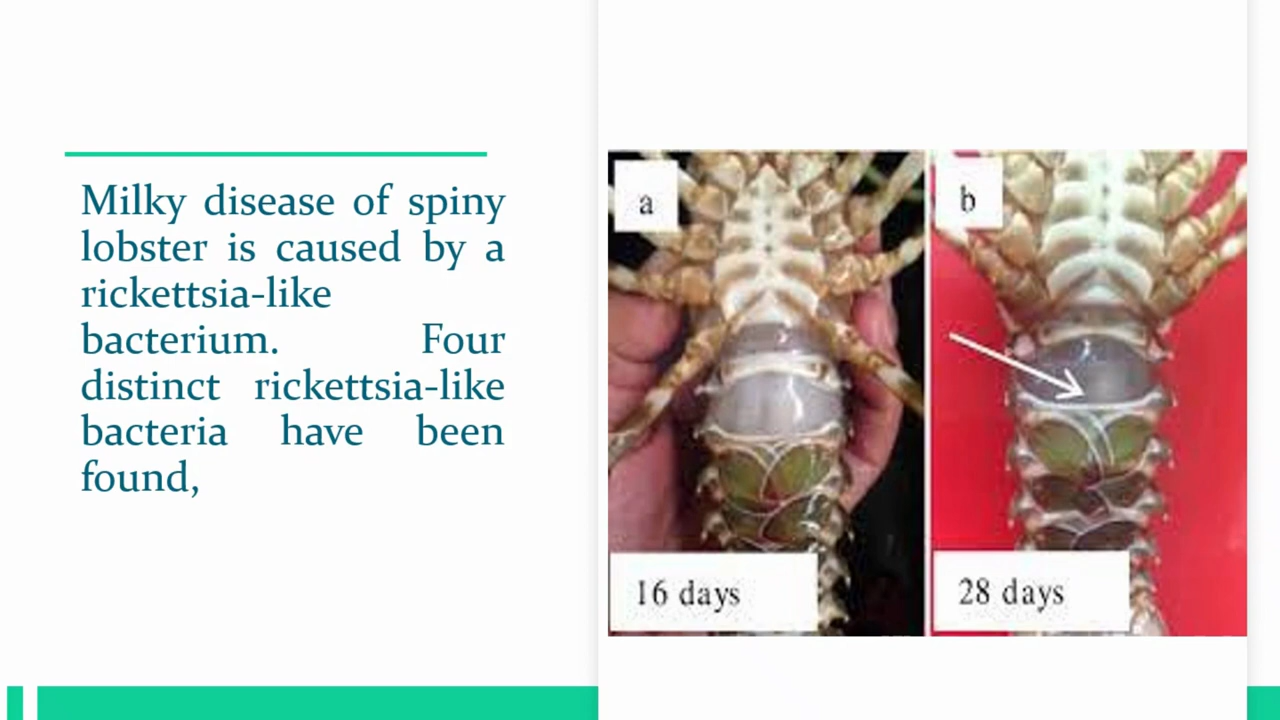 Milky disease of spiny
lobster is caused by a
rickettsia-like
bacterium. Four
distinct rickettsia-like
bacteria have been
found,
a
b
16 days
28 days